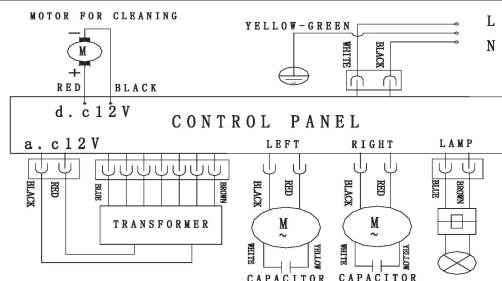 MOTOR FOR CLEANING
YELLOW-GREEN
L
N
WHITE
BLACK
−
M
+
RED
BLACK
d.c12V
CONTROL PANEL
a.c12V
LEFT
RIGHT
LAMP
BLACK
RED
BLUE
BROWN
BLACK
RED
BLACK
RED
BLUE
BROWN
TRANSFORMER
M
~
M
~
WHITE
YELLOW
WHITE
YELLOW
CAPACITOR
CAPACITOR